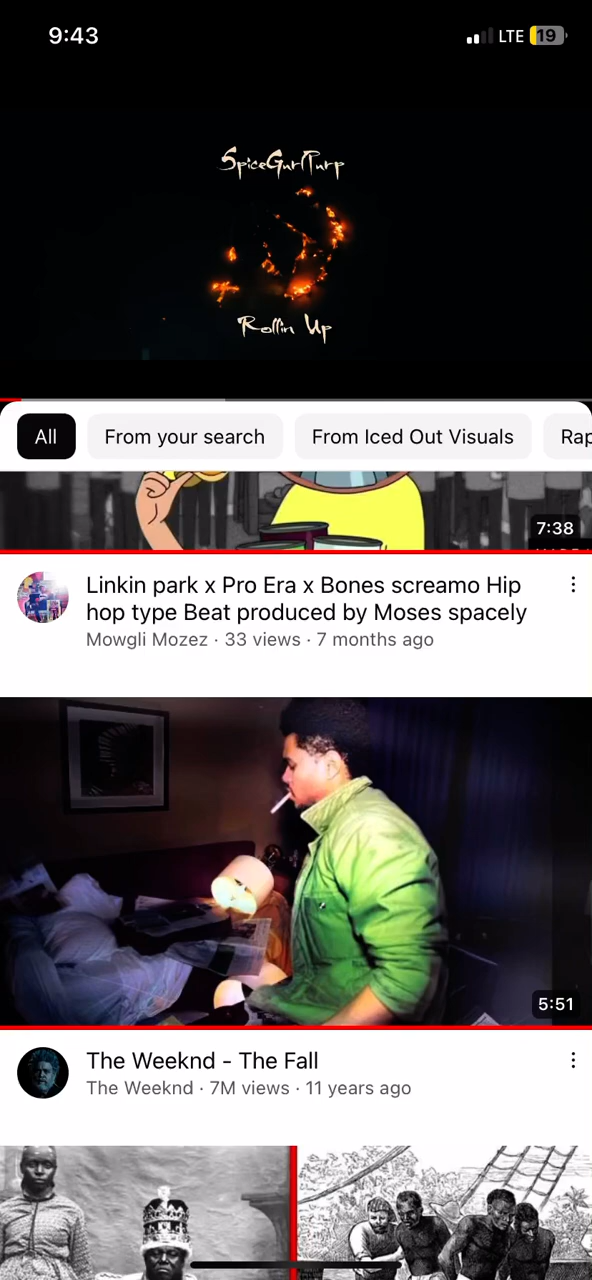 9:43
LTE 19
SpiceGurlPurp
Rollin Up
All
From your search
From Iced Out Visuals
Rap
7:38
Linkin park x Pro Era x Bones screamo Hip
hop type Beat produced by Moses spacely
Mowgli Mozez · 33 views · 7 months ago
5:51
The Weeknd - The Fall
The Weeknd · 7M views · 11 years ago